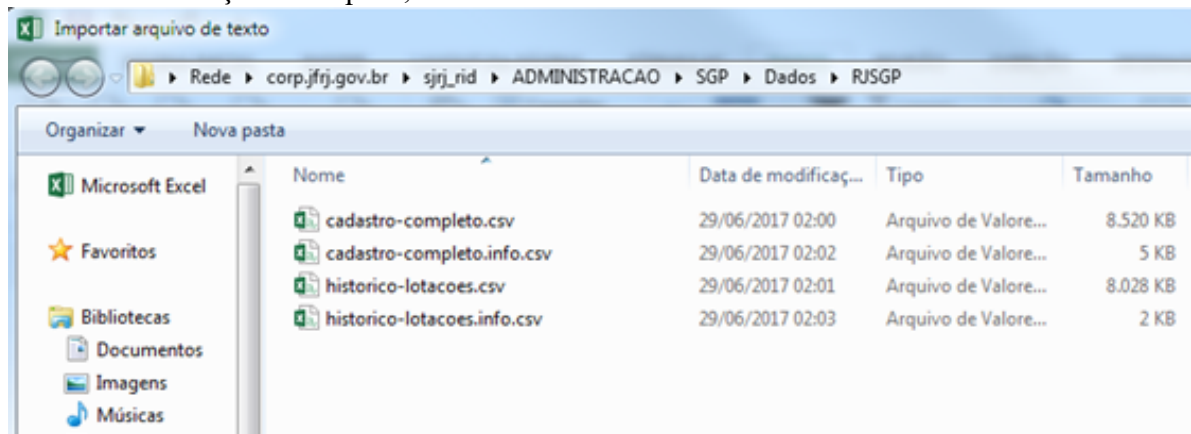 Importar arquivo de texto
Rede ▸ corp.jfrj.gov.br ▸ sjrj_rid ▸ ADMINISTRACAO ▸ SGP ▸ Dados ▸ RJSGP
Organizar Nova pasta
Microsoft Excel
Favoritos
Bibliotecas
Documentos
Imagens
Músicas
Nome Data de modificaç... Tipo Tamanho
cadastro-completo.csv 29/06/2017 02:00 Arquivo de Valore... 8.520 KB
cadastro-completo.info.csv 29/06/2017 02:02 Arquivo de Valore... 5 KB
historico-lotacoes.csv 29/06/2017 02:01 Arquivo de Valore... 8.028 KB
historico-lotacoes.info.csv 29/06/2017 02:03 Arquivo de Valore... 2 KB